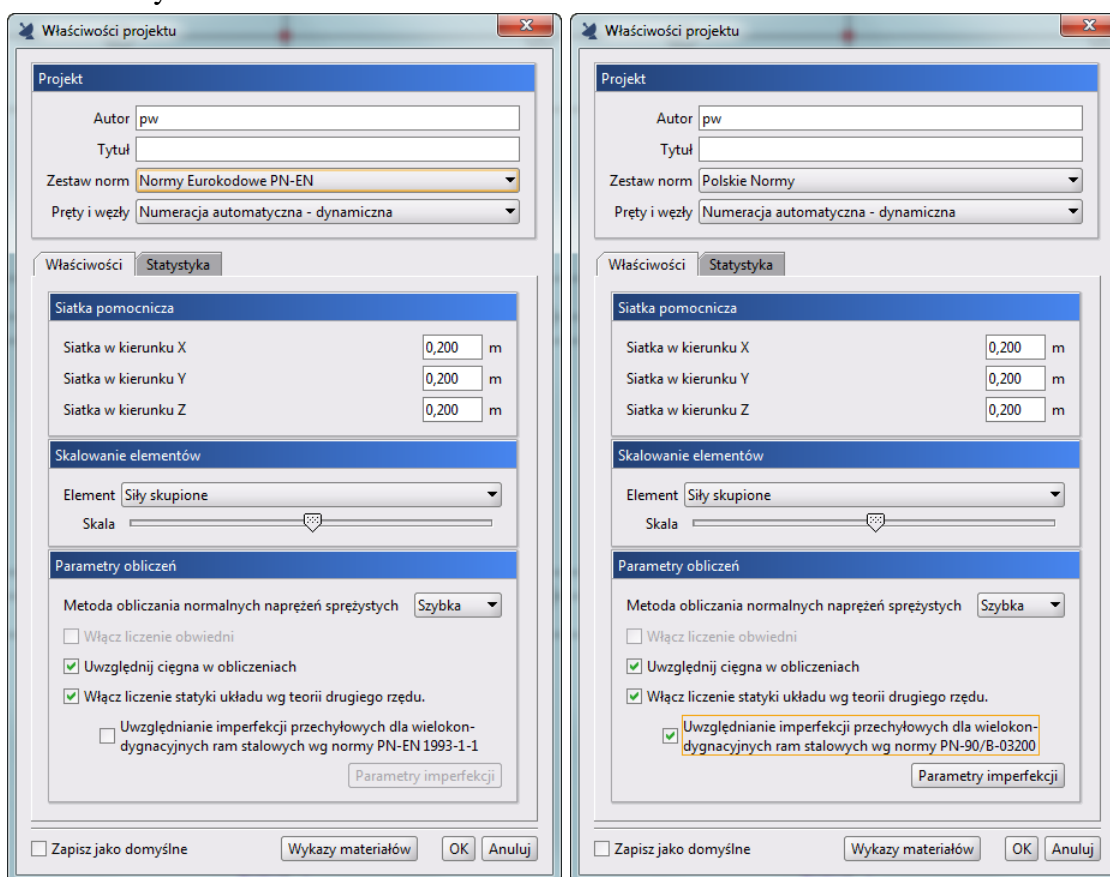 Właściwości projektu
Projekt
Autor pw
Tytuł
Zestaw norm Normy Eurokodowe PN-EN
Pręty i węzły Numeracja automatyczna - dynamiczna
Właściwości Statystyka
Siatka pomocnicza
Siatka w kierunku X 0,200 m
Siatka w kierunku Y 0,200 m
Siatka w kierunku Z 0,200 m
Skalowanie elementów
Element Siły skupione
Skala
Parametry obliczeń
Metoda obliczania normalnych naprężeń sprężystych Szybka
Włącz liczenie obwiedni
Uwzględnij cięgna w obliczeniach
Włącz liczenie statyki układu wg teorii drugiego rzędu.
Uwzględnianie imperfekcji przechyłowych dla wielokon-
dygnacyjnych ram stalowych wg normy PN-EN 1993-1-1
Parametry imperfekcji
Zapisz jako domyślne Wykazy materiałów OK Anuluj
Właściwości projektu
Projekt
Autor pw
Tytuł
Zestaw norm Polskie Normy
Pręty i węzły Numeracja automatyczna - dynamiczna
Właściwości Statystyka
Siatka pomocnicza
Siatka w kierunku X 0,200 m
Siatka w kierunku Y 0,200 m
Siatka w kierunku Z 0,200 m
Skalowanie elementów
Element Siły skupione
Skala
Parametry obliczeń
Metoda obliczania normalnych naprężeń sprężystych Szybka
Włącz liczenie obwiedni
Uwzględnij cięgna w obliczeniach
Włącz liczenie statyki układu wg teorii drugiego rzędu.
Uwzględnianie imperfekcji przechyłowych dla wielokon-
dygnacyjnych ram stalowych wg normy PN-90/B-03200
Parametry imperfekcji
Zapisz jako domyślne Wykazy materiałów OK Anuluj